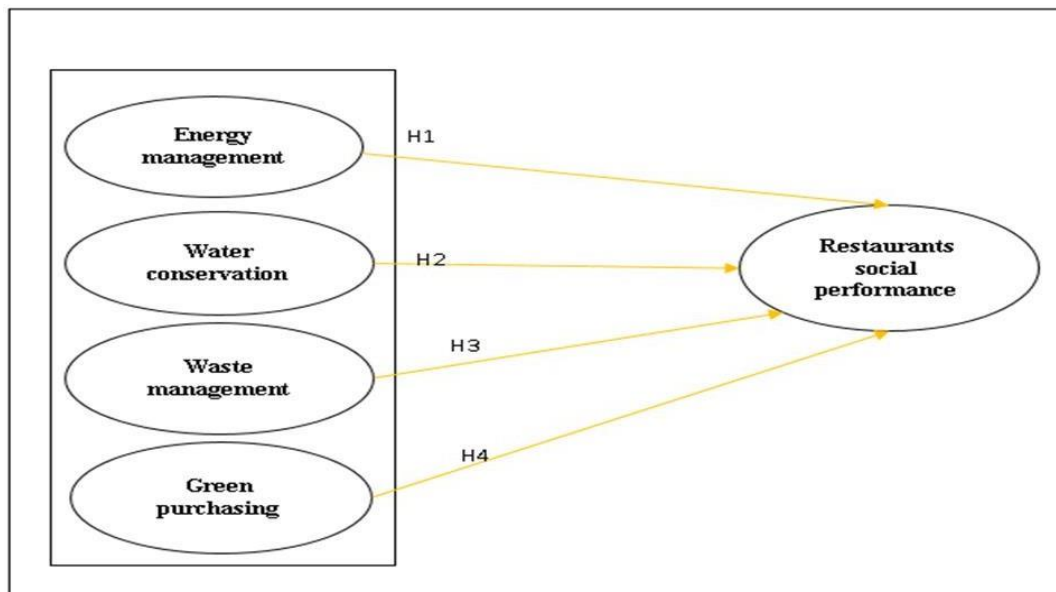 Energy
management
H1
Water
conservation
H2
Restaurants
social
performance
Waste
management
H3
Green
purchasing
H4